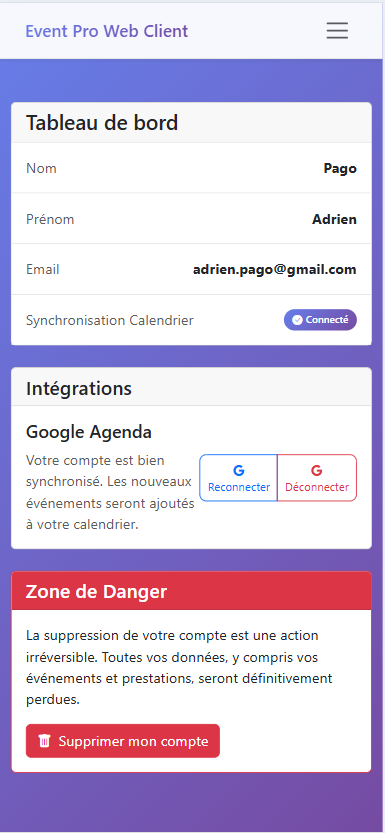 Event Pro Web Client
Tableau de bord
Nom Pago
Prénom Adrien
Email adrien.pago@gmail.com
Synchronisation Calendrier Connecté
Intégrations
Google Agenda
Votre compte est bien
synchronisé. Les nouveaux
événements seront ajoutés
à votre calendrier.
Reconnecter Déconnecter
Zone de Danger
La suppression de votre compte est une action
irréversible. Toutes vos données, y compris vos
événements et prestations, seront définitivement
perdues.
Supprimer mon compte